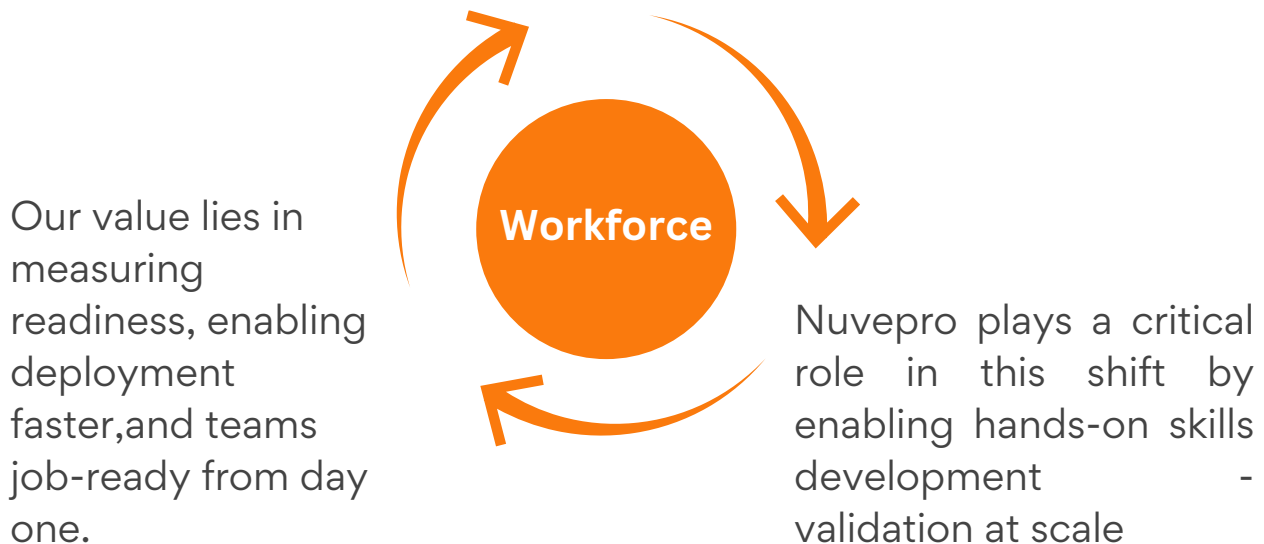 Our value lies in
measuring
readiness, enabling
deployment
faster,and teams
job-ready from day
one.
Workforce
Nuvepro plays a critical
role in this shift by
enabling hands-on skills
development -
validation at scale